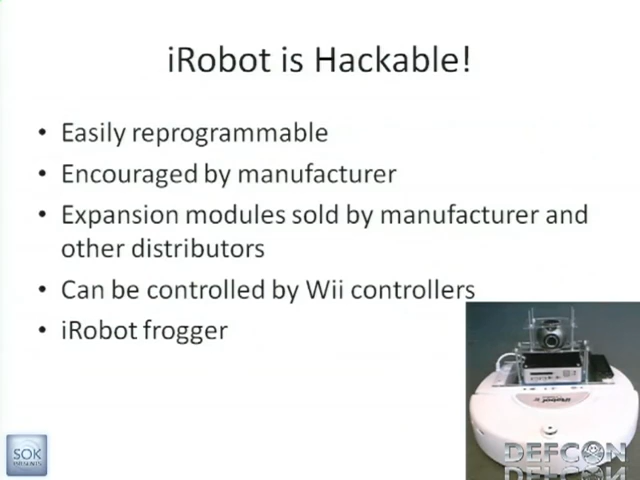 iRobot is Hackable!
• Easily reprogrammable
• Encouraged by manufacturer
• Expansion modules sold by manufacturer and
other distributors
• Can be controlled by Wii controllers
• iRobot frogger
SOK
PRESENTS
DEFCON